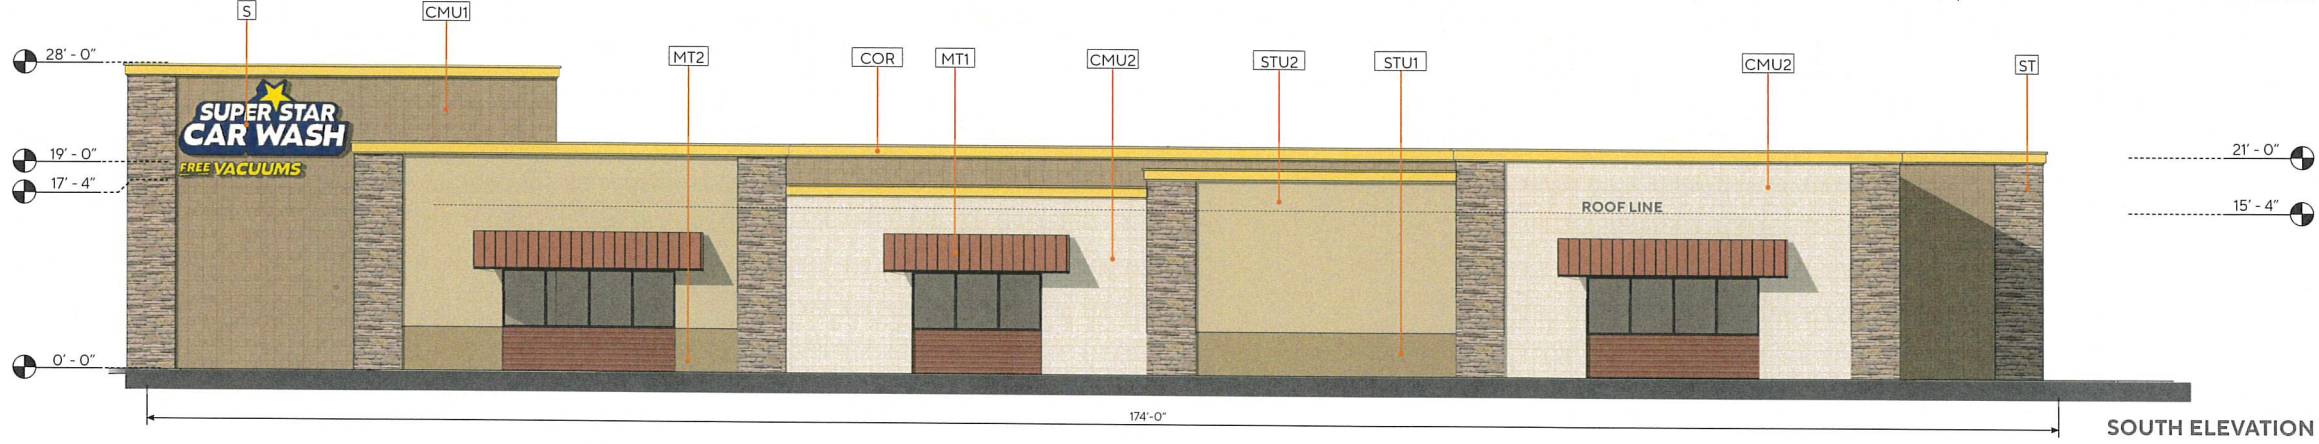 S
CMU1
MT2
COR
MT1
CMU2
STU2
STU1
CMU2
ST
28' - 0"
19' - 0"
17' - 4"
0' - 0"
21' - 0"
15' - 4"
SUPER STAR
CAR WASH
FREE VACUUMS
ROOF LINE
174'-0"
SOUTH ELEVATION